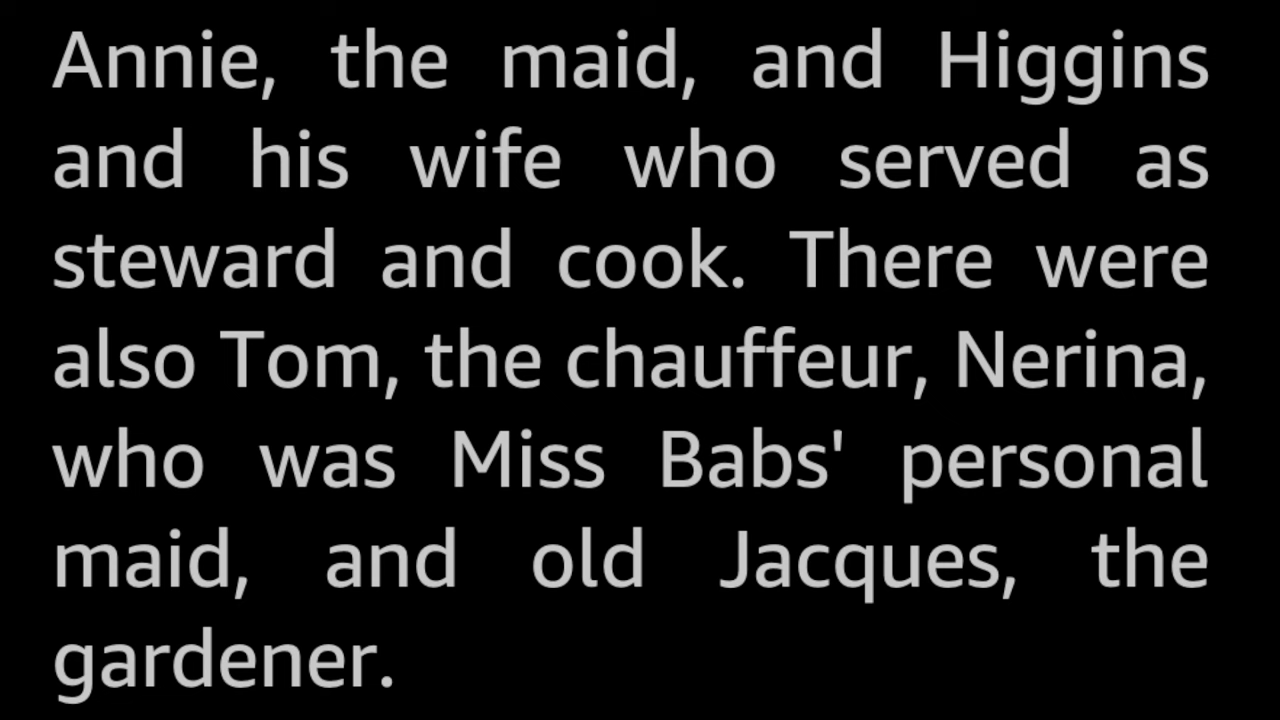 Annie, the maid, and Higgins
and his wife who served as
steward and cook. There were
also Tom, the chauffeur, Nerina,
who was Miss Babs' personal
maid, and old Jacques, the
gardener.